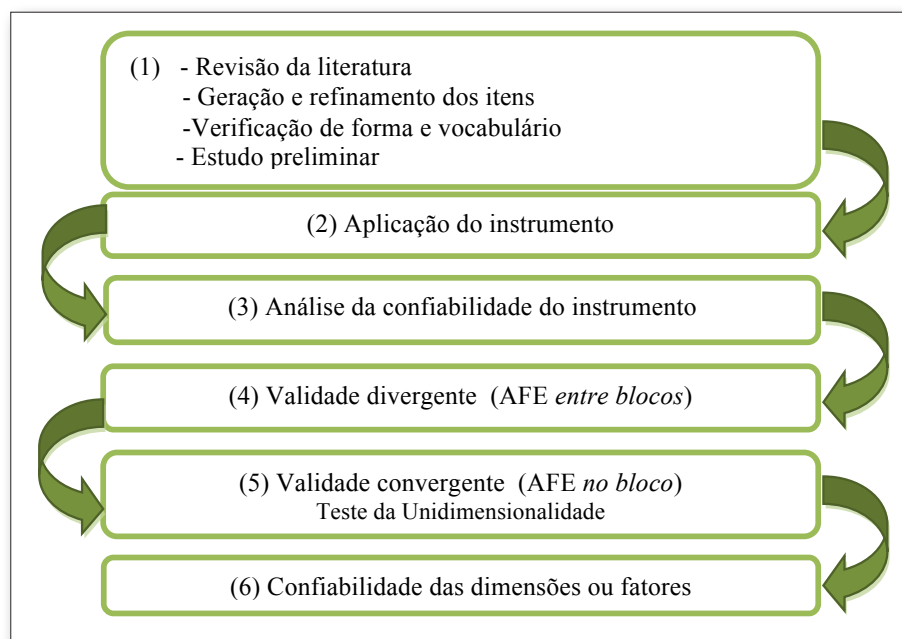 (1) - Revisão da literatura
- Geração e refinamento dos itens
-Verificação de forma e vocabulário
- Estudo preliminar
(2) Aplicação do instrumento
(3) Análise da confiabilidade do instrumento
(4) Validade divergente (AFE entre blocos)
(5) Validade convergente (AFE no bloco)
Teste da Unidimensionalidade
(6) Confiabilidade das dimensões ou fatores